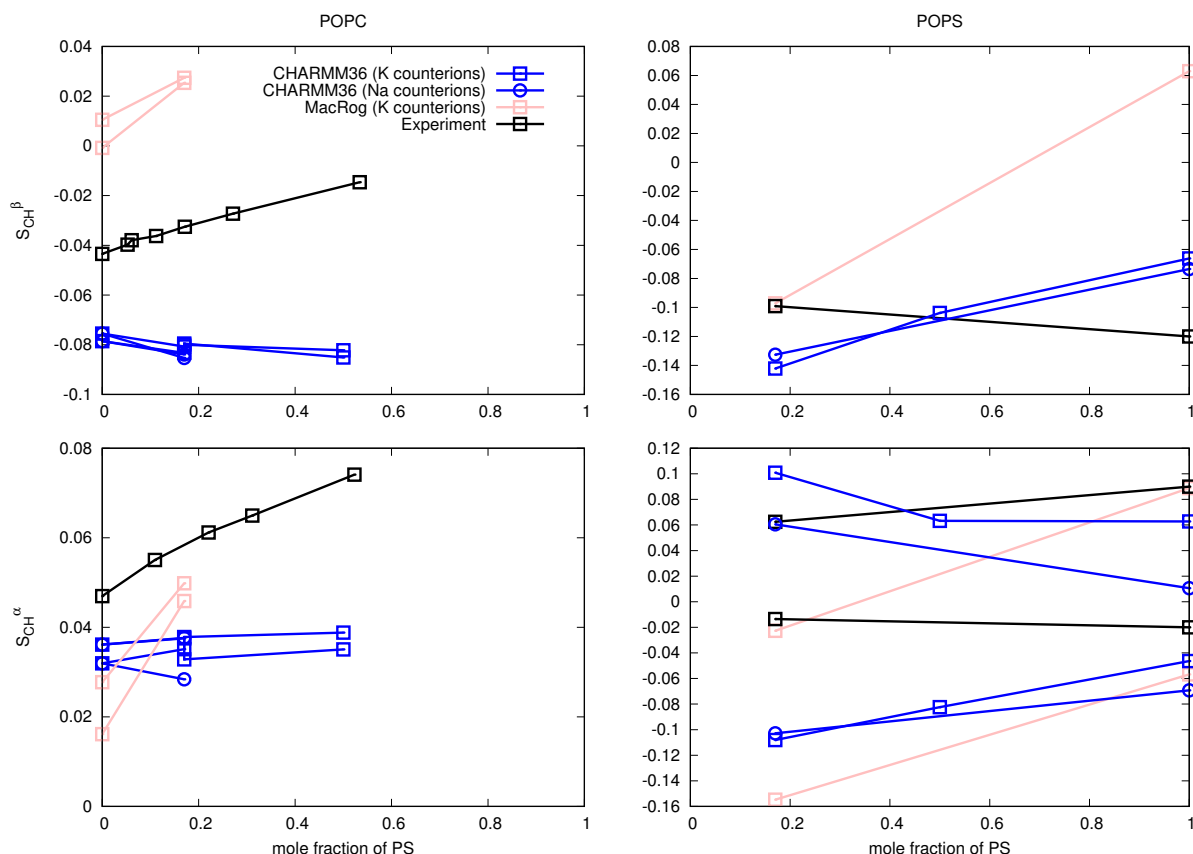 POPC
POPS
0.04
0.02
0
-0.02
-0.04
-0.06
-0.08
-0.1
S_CH^β
CHARMM36 (K counterions)
CHARMM36 (Na counterions)
MacRog (K counterions)
Experiment
0 0.2 0.4 0.6 0.8 1
0.08
0.06
0.04
0.02
0
-0.02
-0.04
-0.06
-0.08
-0.1
-0.12
-0.14
-0.16
0 0.2 0.4 0.6 0.8 1
0.08
0.06
0.04
0.02
0
S_CH^α
0 0.2 0.4 0.6 0.8 1
mole fraction of PS
0.12
0.1
0.08
0.06
0.04
0.02
0
-0.02
-0.04
-0.06
-0.08
-0.1
-0.12
-0.14
-0.16
0 0.2 0.4 0.6 0.8 1
mole fraction of PS